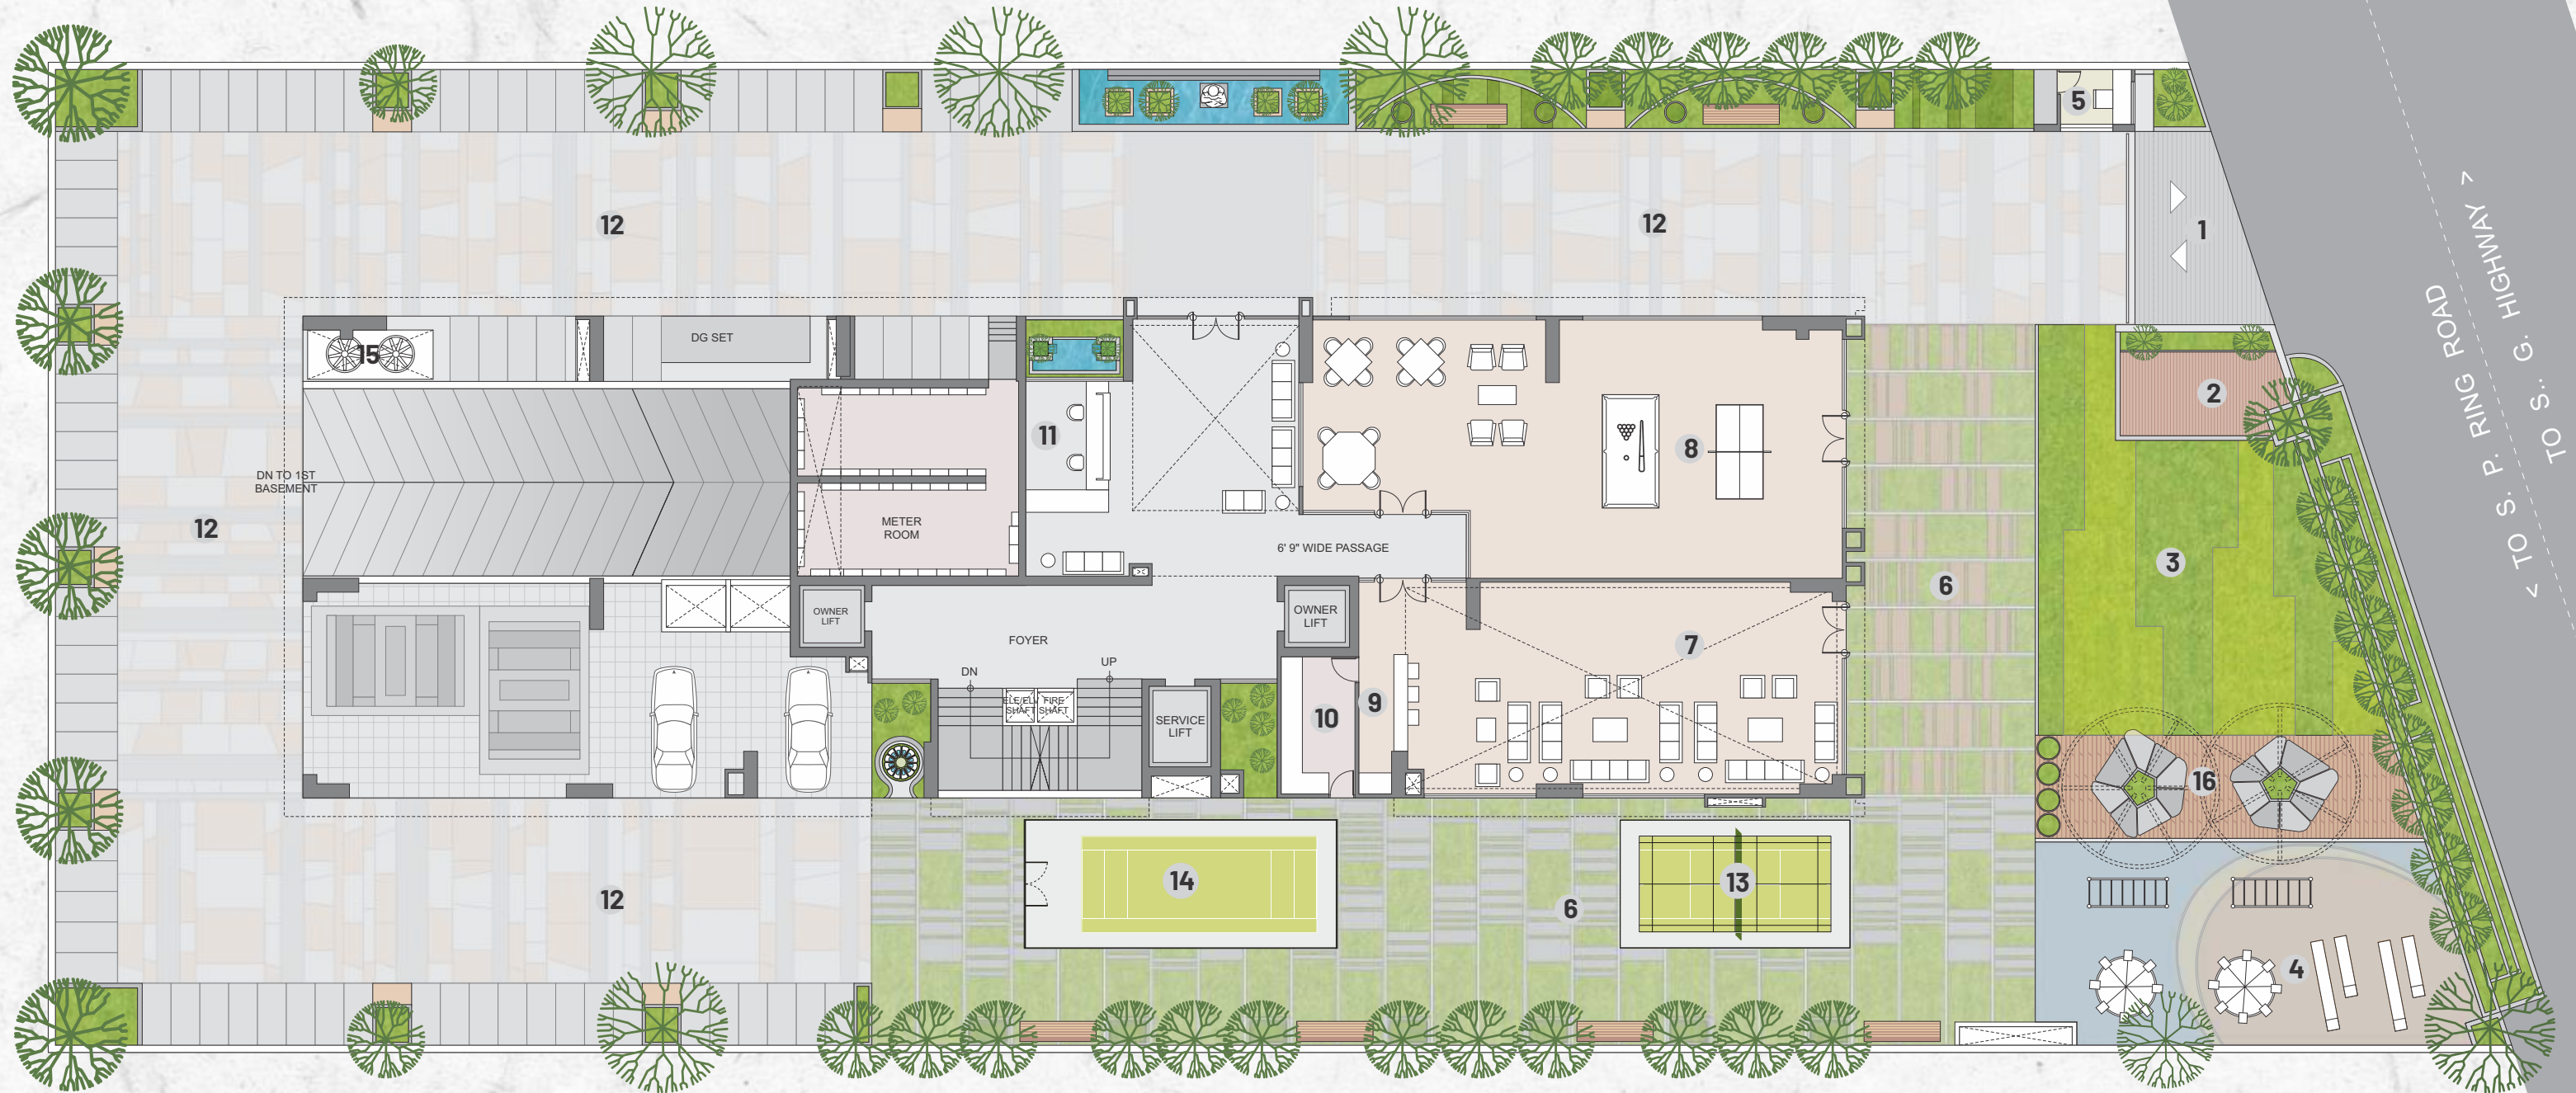 5
12
12
1
< TO S. P. RING ROAD
TO S.. G. HIGHWAY >
15
DG SET
2
11
8
DN TO 1ST
BASEMENT
METER
ROOM
12
6' 9" WIDE PASSAGE
3
6
OWNER
LIFT
OWNER
LIFT
FOYER
7
DN
UP
ELE/ELV
SHAFT
FIRE
SHAFT
SERVICE
LIFT
10
9
16
14
13
12
6
4